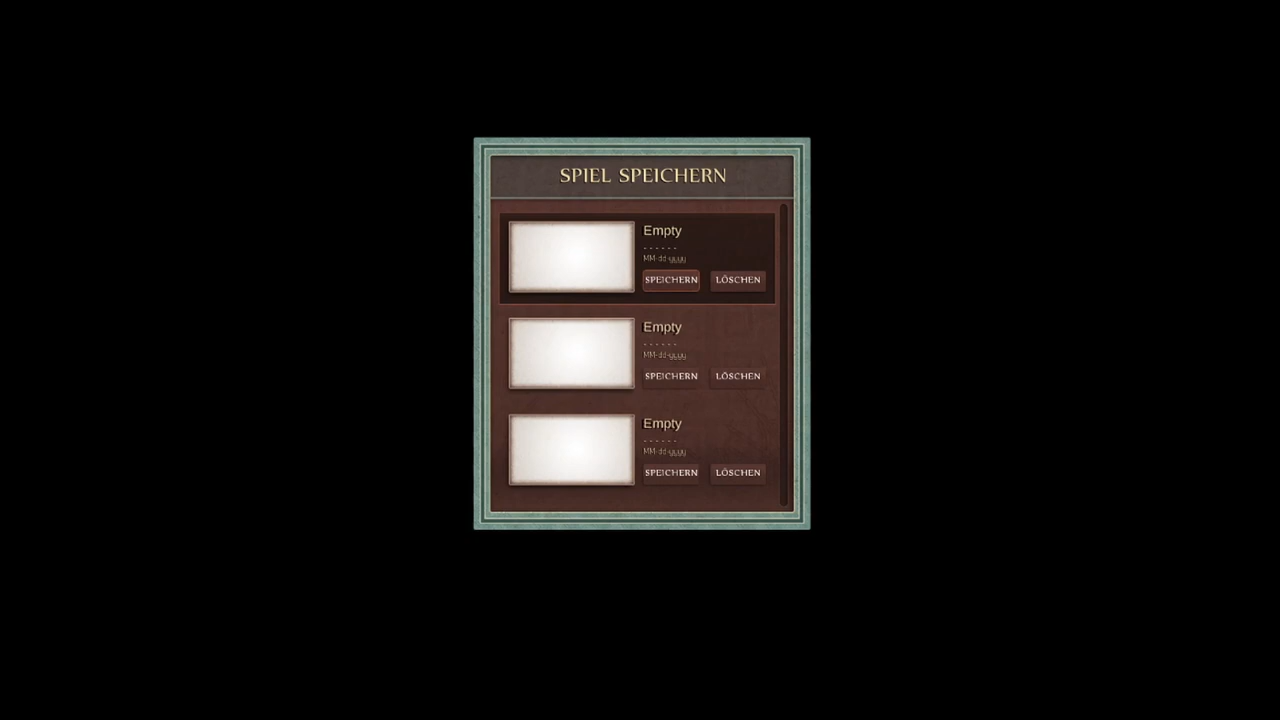 SPIEL SPEICHERN
Empty
- - - - - -
MM-dd-yyyy
SPEICHERN LÖSCHEN
Empty
- - - - - -
MM-dd-yyyy
SPEICHERN LÖSCHEN
Empty
- - - - - -
MM-dd-yyyy
SPEICHERN LÖSCHEN